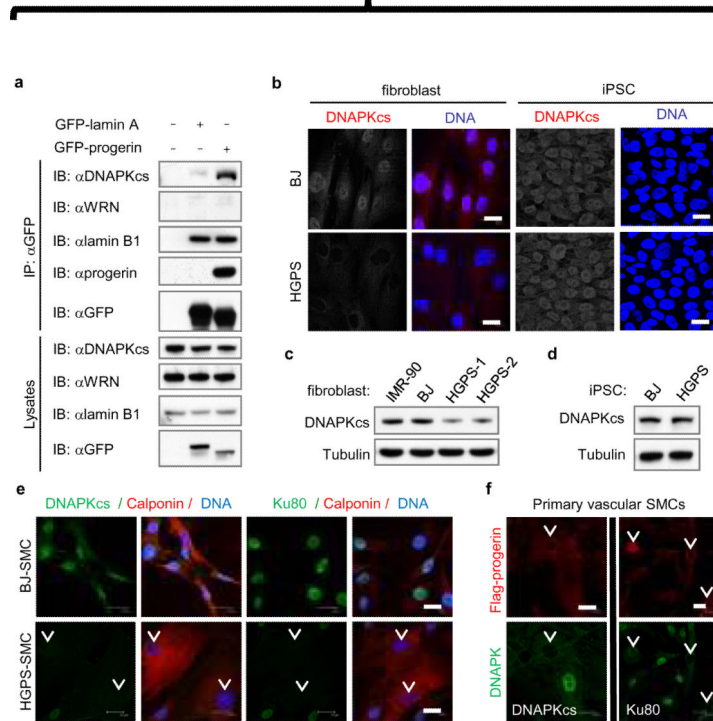 a
GFP-lamin A - + -
GFP-progerin - - +
IP: αGFP
IB: αDNAPKcs
IB: αWRN
IB: αlamin B1
IB: αprogerin
IB: αGFP
Lysates
IB: αDNAPKcs
IB: αWRN
IB: αlamin B1
IB: αGFP
b
fibroblast iPSC
DNAPKcs DNA DNAPKcs DNA
BJ
HGPS
c
fibroblast: IMR-90 BJ HGPS-1 HGPS-2
DNAPKcs
Tubulin
d
iPSC: BJ HGPS
DNAPKcs
Tubulin
e
DNAPKcs / Calponin / DNA Ku80 / Calponin / DNA
BJ-SMC
HGPS-SMC
f
Primary vascular SMCs
Flag-progerin
DNAPK
DNAPKcs Ku80